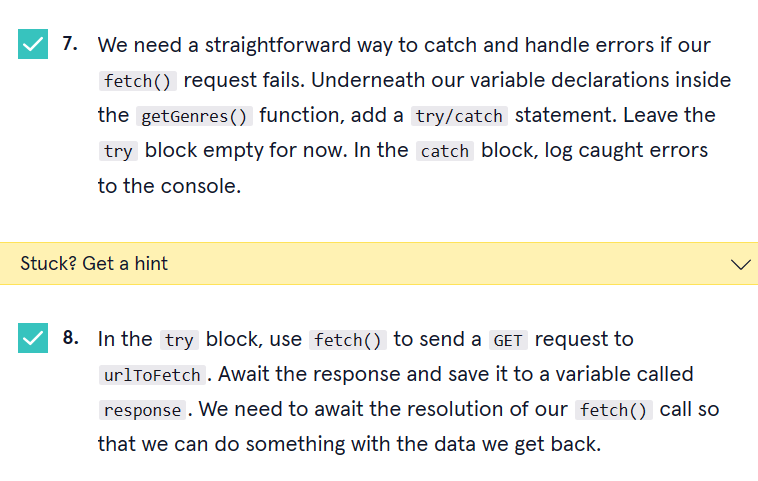 7. We need a straightforward way to catch and handle errors if our
fetch() request fails. Underneath our variable declarations inside
the getGenres() function, add a try/catch statement. Leave the
try block empty for now. In the catch block, log caught errors
to the console.
Stuck? Get a hint
8. In the try block, use fetch() to send a GET request to
urlToFetch. Await the response and save it to a variable called
response. We need to await the resolution of our fetch() call so
that we can do something with the data we get back.